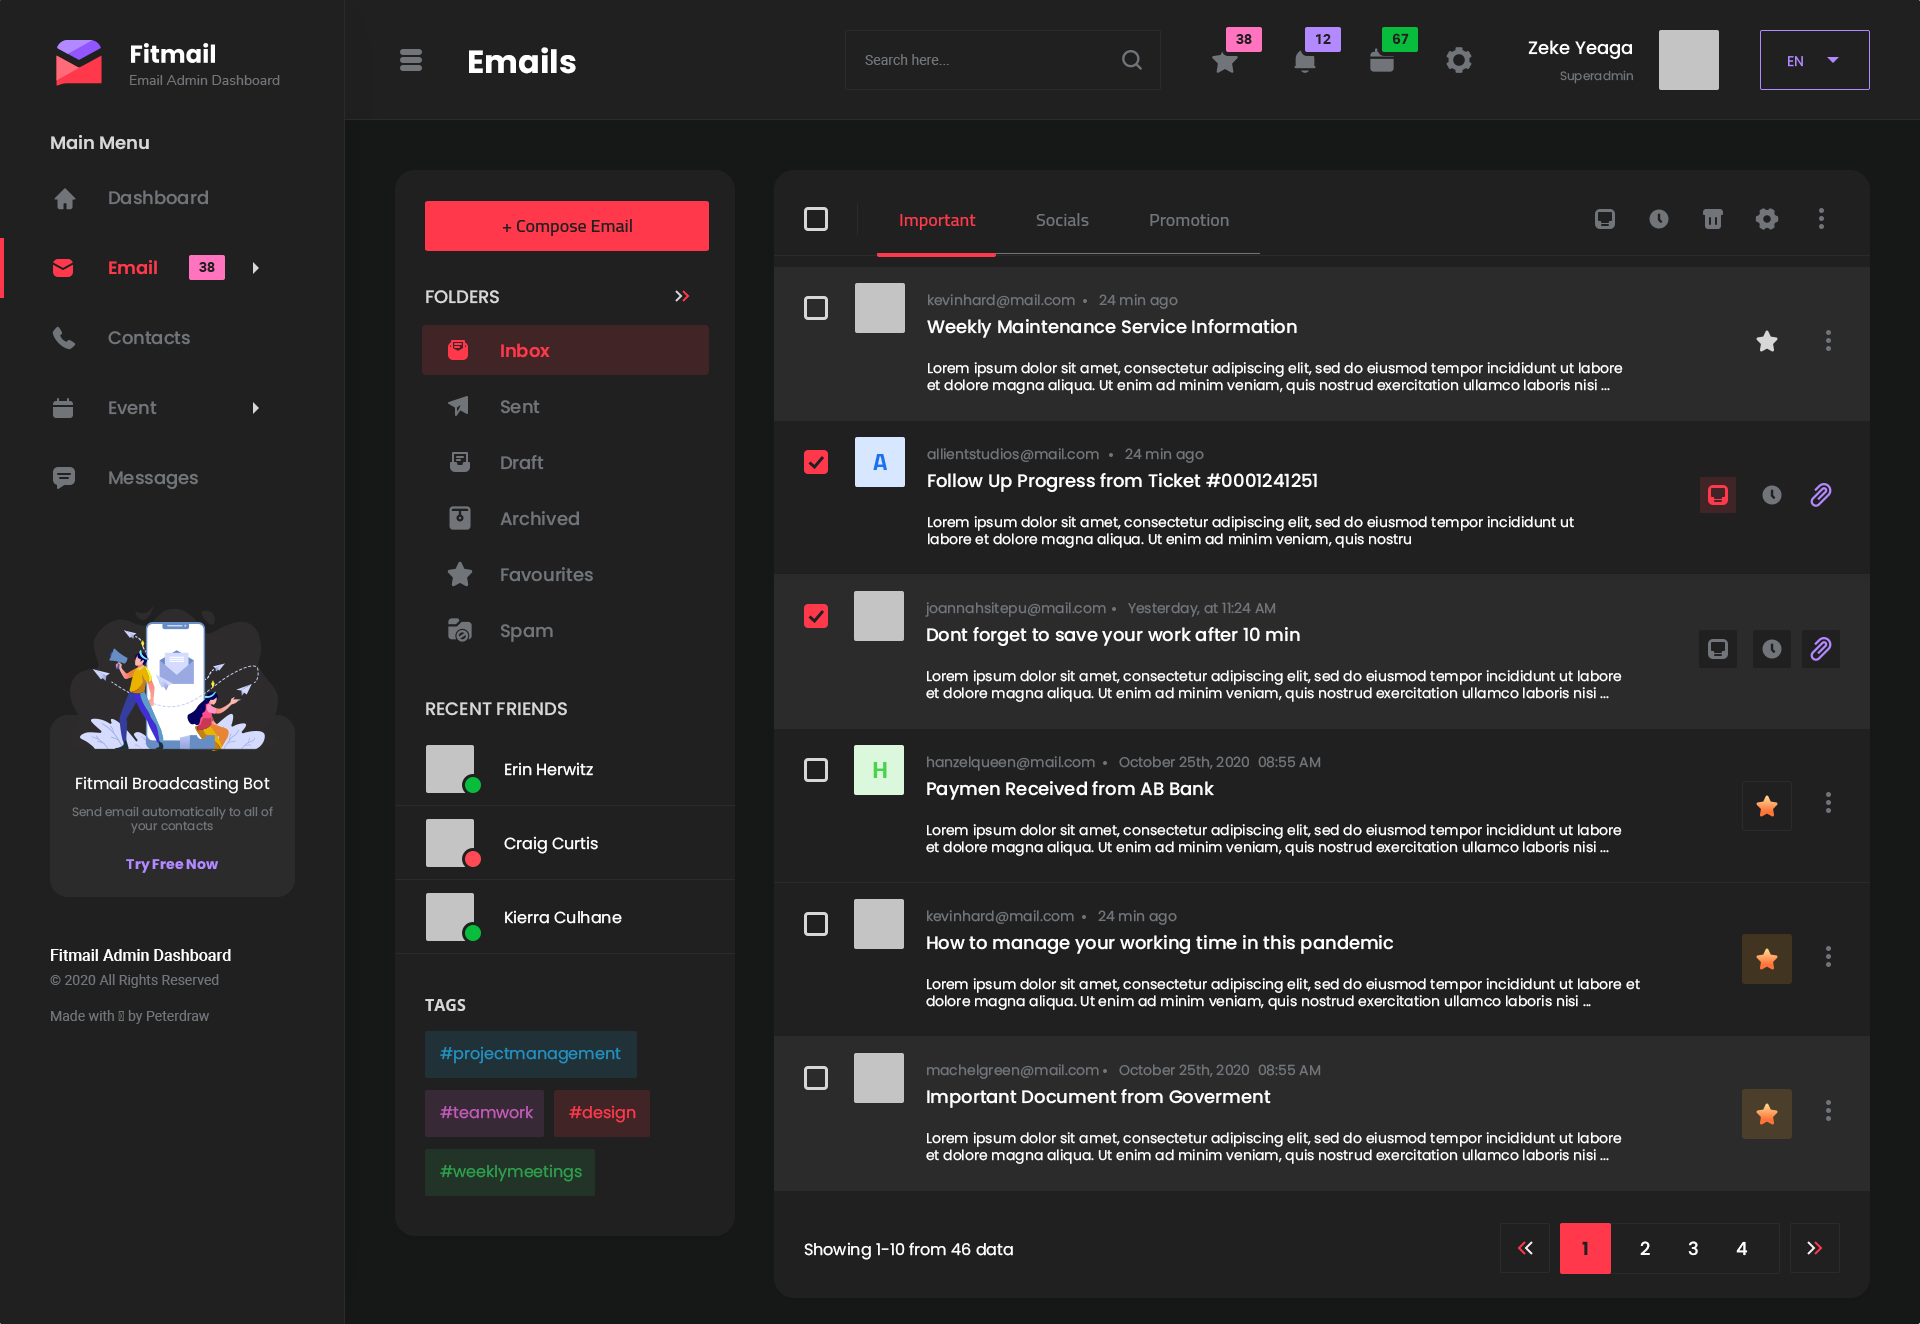 Fitmail
Email Admin Dashboard
Emails
Search here...
38
12
67
Zeke Yeaga
Superadmin
EN
Main Menu
Dashboard
Email
38
Contacts
Event
Messages
Fitmail Broadcasting Bot
Send email automatically to all of
your contacts
Try Free Now
Fitmail Admin Dashboard
© 2020 All Rights Reserved
Made with by Peterdraw
+ Compose Email
FOLDERS
Inbox
Sent
Draft
Archived
Favourites
Spam
RECENT FRIENDS
Erin Herwitz
Craig Curtis
Kierra Culhane
TAGS
#projectmanagement
#teamwork
#design
#weeklymeetings
Important
Socials
Promotion
kevinhard@mail.com • 24 min ago
Weekly Maintenance Service Information
Lorem ipsum dolor sit amet, consectetur adipiscing elit, sed do eiusmod tempor incididunt ut labore
et dolore magna aliqua. Ut enim ad minim veniam, quis nostrud exercitation ullamco laboris nisi ...
A
allientstudios@mail.com • 24 min ago
Follow Up Progress from Ticket #0001241251
Lorem ipsum dolor sit amet, consectetur adipiscing elit, sed do eiusmod tempor incididunt ut
labore et dolore magna aliqua. Ut enim ad minim veniam, quis nostru
joannahsitepu@mail.com • Yesterday, at 11:24 AM
Dont forget to save your work after 10 min
Lorem ipsum dolor sit amet, consectetur adipiscing elit, sed do eiusmod tempor incididunt ut labore
et dolore magna aliqua. Ut enim ad minim veniam, quis nostrud exercitation ullamco laboris nisi ...
H
hanzelqueen@mail.com • October 25th, 2020 08:55 AM
Paymen Received from AB Bank
Lorem ipsum dolor sit amet, consectetur adipiscing elit, sed do eiusmod tempor incididunt ut labore
et dolore magna aliqua. Ut enim ad minim veniam, quis nostrud exercitation ullamco laboris nisi ...
kevinhard@mail.com • 24 min ago
How to manage your working time in this pandemic
Lorem ipsum dolor sit amet, consectetur adipiscing elit, sed do eiusmod tempor incididunt ut labore et
dolore magna aliqua. Ut enim ad minim veniam, quis nostrud exercitation ullamco laboris nisi ...
machelgreen@mail.com • October 25th, 2020 08:55 AM
Important Document from Goverment
Lorem ipsum dolor sit amet, consectetur adipiscing elit, sed do eiusmod tempor incididunt ut labore
et dolore magna aliqua. Ut enim ad minim veniam, quis nostrud exercitation ullamco laboris nisi ...
Showing 1-10 from 46 data
1
2
3
4